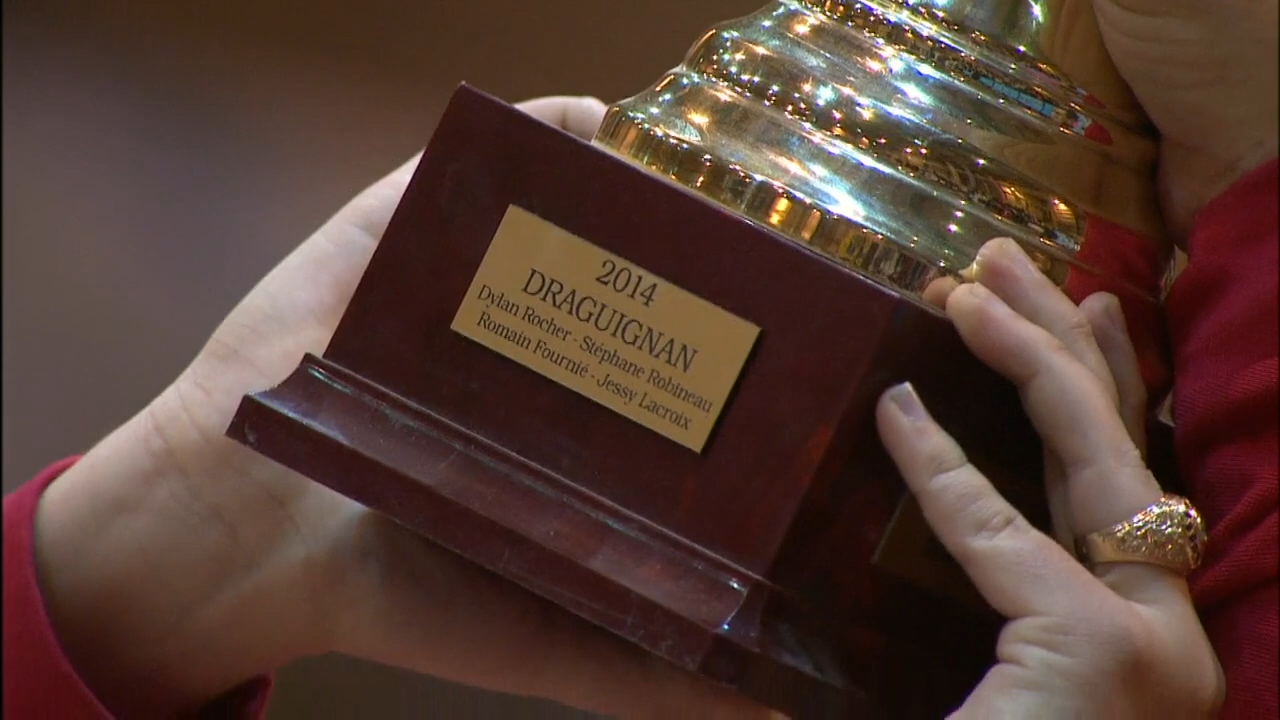 2014
DRAGUIGNAN
Dylan Rocher - Stéphane Robineau
Romain Fournié - Jessy Lacroix